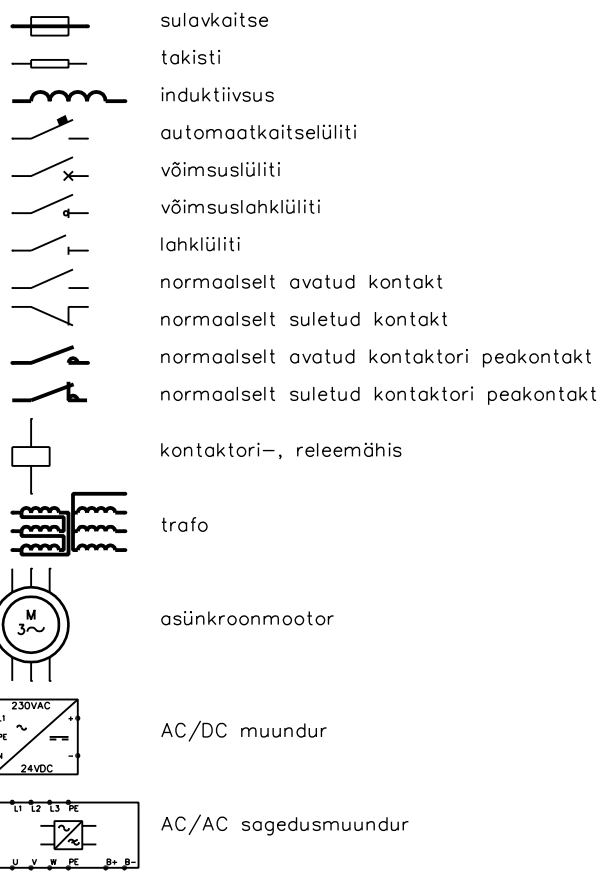 sulavkaitse
takisti
induktiivsus
automaatkaitselüliti
võimsuslüliti
võimsuslahklüliti
lahklüliti
normaalselt avatud kontakt
normaalselt suletud kontakt
normaalselt avatud kontaktori peakontakt
normaalselt suletud kontaktori peakontakt
kontaktori–, releemähis
trafo
M
3~
asünkroonmootor
230VAC
L1
PE
N
+
-
24VDC
AC/DC muundur
L1 L2 L3 PE
U V W PE B+ B-
AC/AC sagedusmuundur